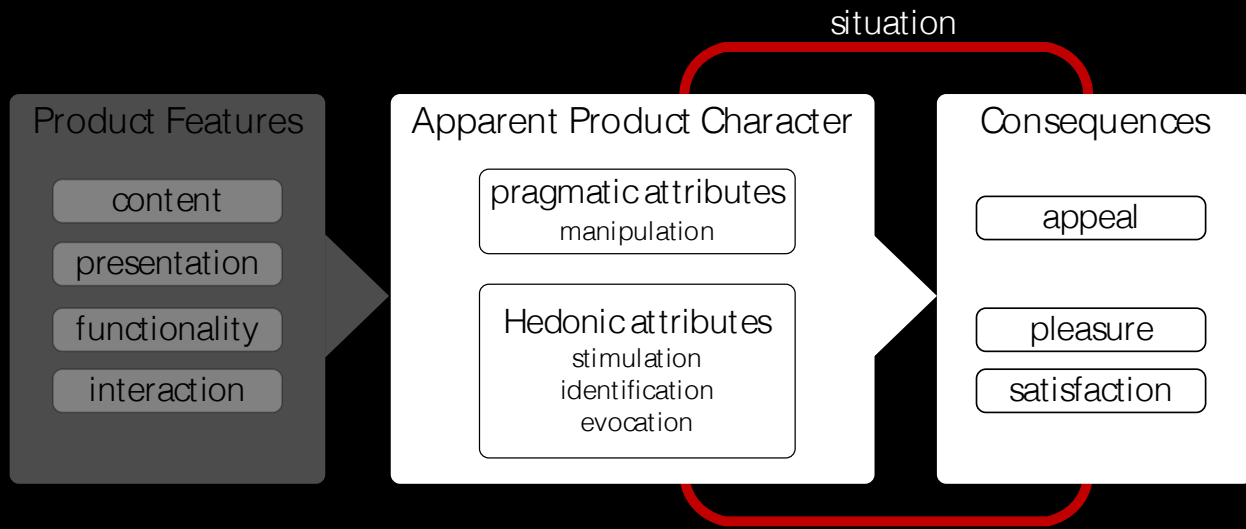 situation
Product Features
content
presentation
functionality
interaction
Apparent Product Character
pragmatic attributes
manipulation
Hedonic attributes
stimulation
identification
evocation
Consequences
appeal
pleasure
satisfaction